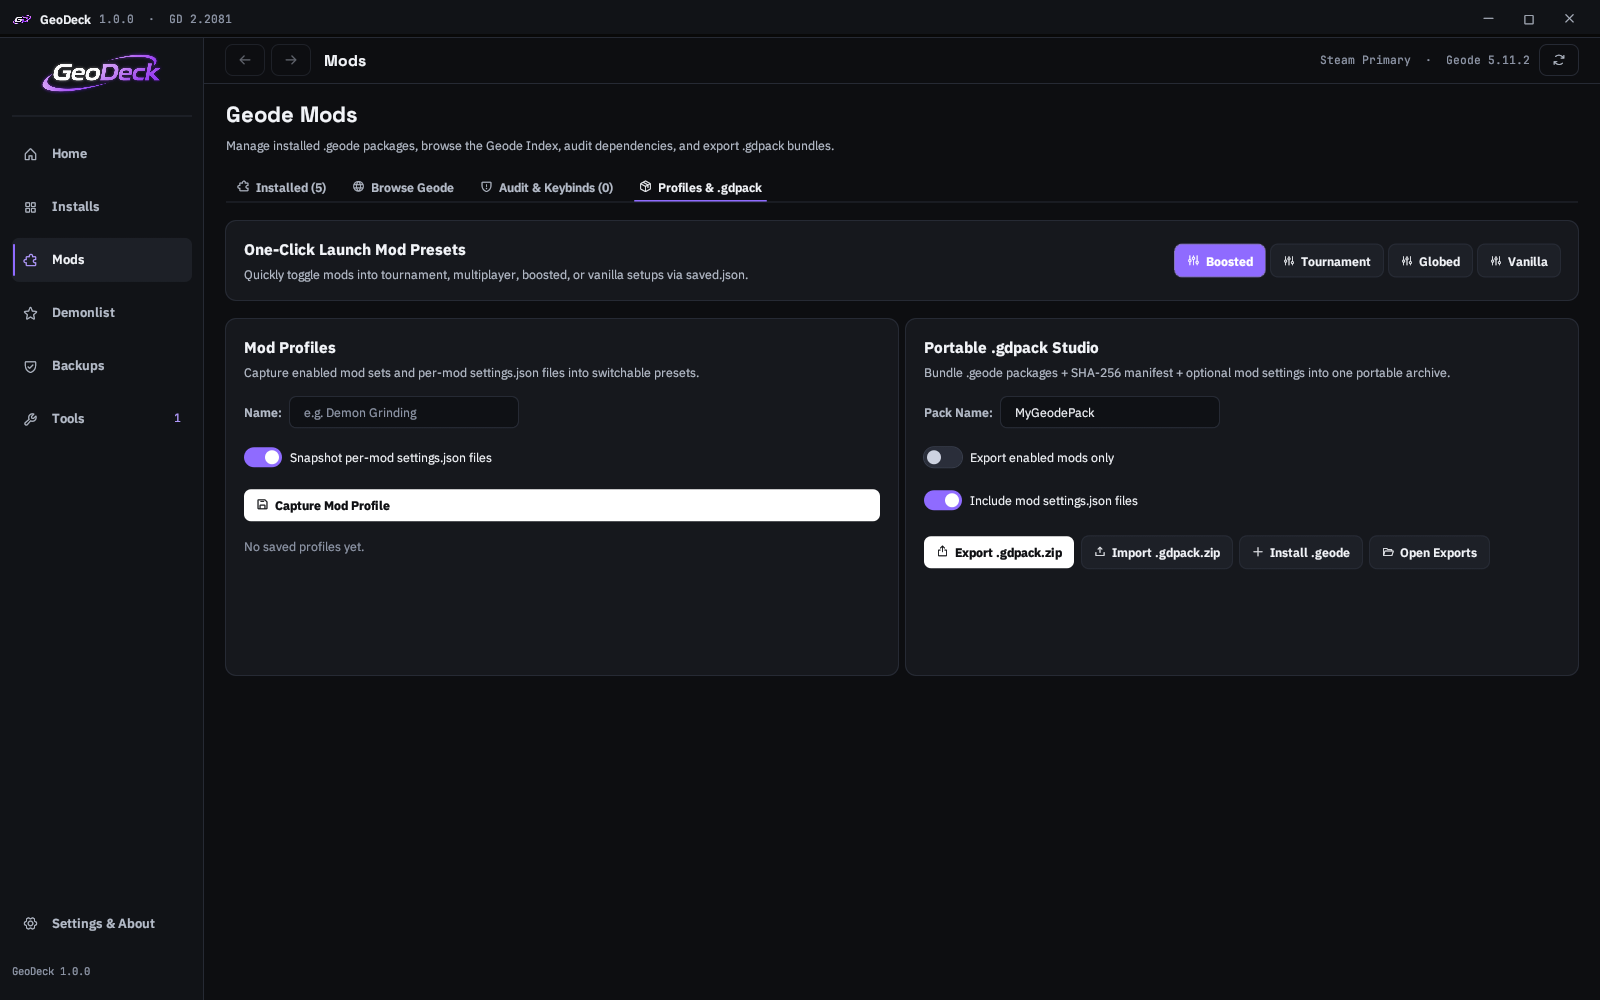 GeoDeck 1.0.0 · GD 2.2081
GeoDeck
Mods
Steam Primary · Geode 5.11.2
Home
Installs
Mods
Demonlist
Backups
Tools 1
Settings & About
GeoDeck 1.0.0
Geode Mods
Manage installed .geode packages, browse the Geode Index, audit dependencies, and export .gdpack bundles.
Installed (5) Browse Geode Audit & Keybinds (0) Profiles & .gdpack
One-Click Launch Mod Presets
Quickly toggle mods into tournament, multiplayer, boosted, or vanilla setups via saved.json.
Boosted Tournament Globed Vanilla
Mod Profiles
Capture enabled mod sets and per-mod settings.json files into switchable presets.
Name: e.g. Demon Grinding
Snapshot per-mod settings.json files
Capture Mod Profile
No saved profiles yet.
Portable .gdpack Studio
Bundle .geode packages + SHA-256 manifest + optional mod settings into one portable archive.
Pack Name: MyGeodePack
Export enabled mods only
Include mod settings.json files
Export .gdpack.zip Import .gdpack.zip Install .geode Open Exports